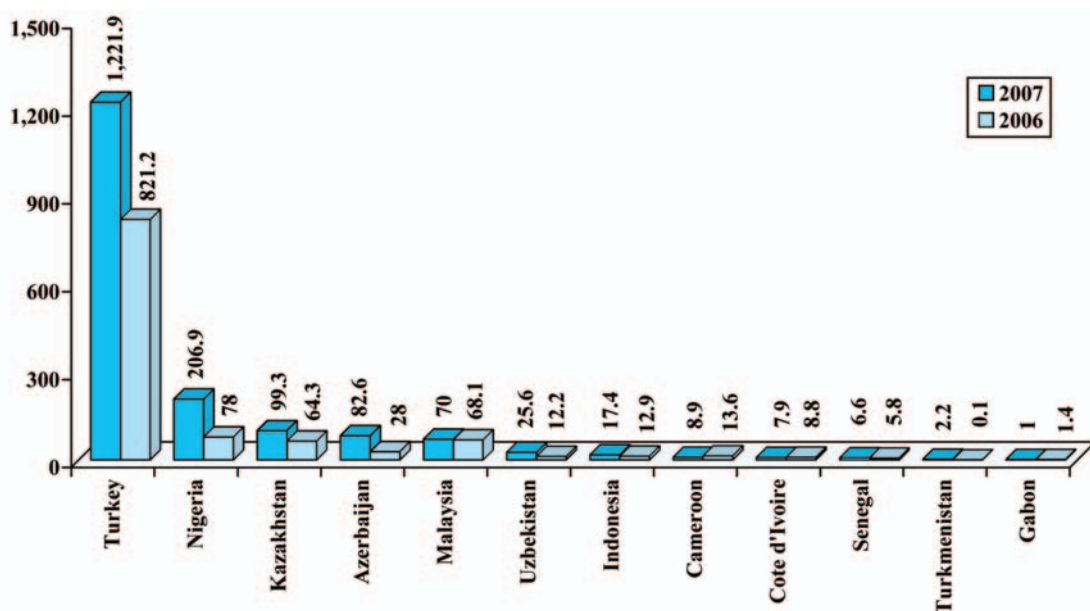 1,500
1,200
900
600
300
0
2007
2006
1,221.9
821.2
206.9
78
99.3
64.3
82.6
28
70
68.1
25.6
12.2
17.4
12.9
8.9
13.6
7.9
8.8
6.6
5.8
2.2
0.1
1
1.4
Turkey
Nigeria
Kazakhstan
Azerbaijan
Malaysia
Uzbekistan
Indonesia
Cameroon
Cote d'Ivoire
Senegal
Turkmenistan
Gabon